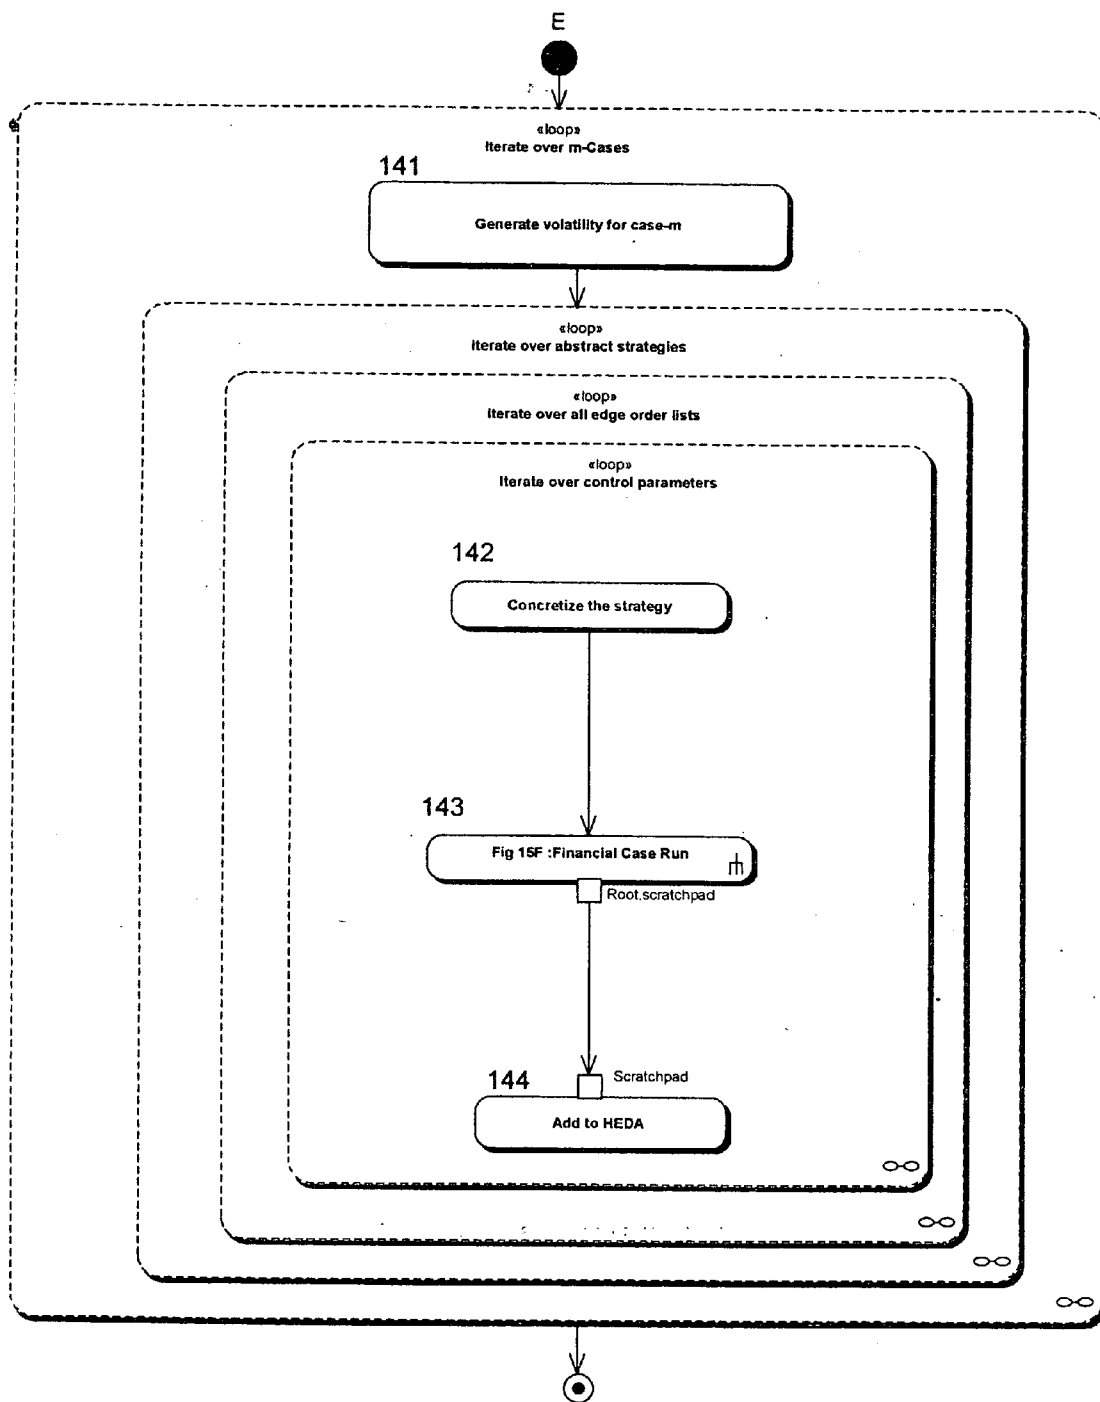 E
«loop»
Iterate over m-Cases
141
Generate volatility for case-m
«loop»
Iterate over abstract strategies
«loop»
Iterate over all edge order lists
«loop»
Iterate over control parameters
142
Concretize the strategy
143
Fig 15F :Financial Case Run
Root.scratchpad
Scratchpad
144
Add to HEDA